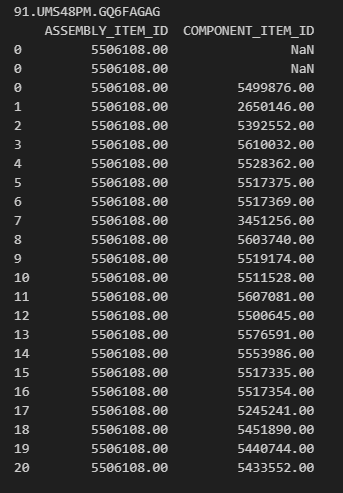 91.UMS48PM.GQ6FAGAG
ASSEMBLY_ITEM_ID COMPONENT_ITEM_ID
0 5506108.00 NaN
0 5506108.00 NaN
0 5506108.00 5499876.00
1 5506108.00 2650146.00
2 5506108.00 5392552.00
3 5506108.00 5610032.00
4 5506108.00 5528362.00
5 5506108.00 5517375.00
6 5506108.00 5517369.00
7 5506108.00 3451256.00
8 5506108.00 5603740.00
9 5506108.00 5519174.00
10 5506108.00 5511528.00
11 5506108.00 5607081.00
12 5506108.00 5500645.00
13 5506108.00 5576591.00
14 5506108.00 5553986.00
15 5506108.00 5517335.00
16 5506108.00 5517354.00
17 5506108.00 5245241.00
18 5506108.00 5451890.00
19 5506108.00 5440744.00
20 5506108.00 5433552.00